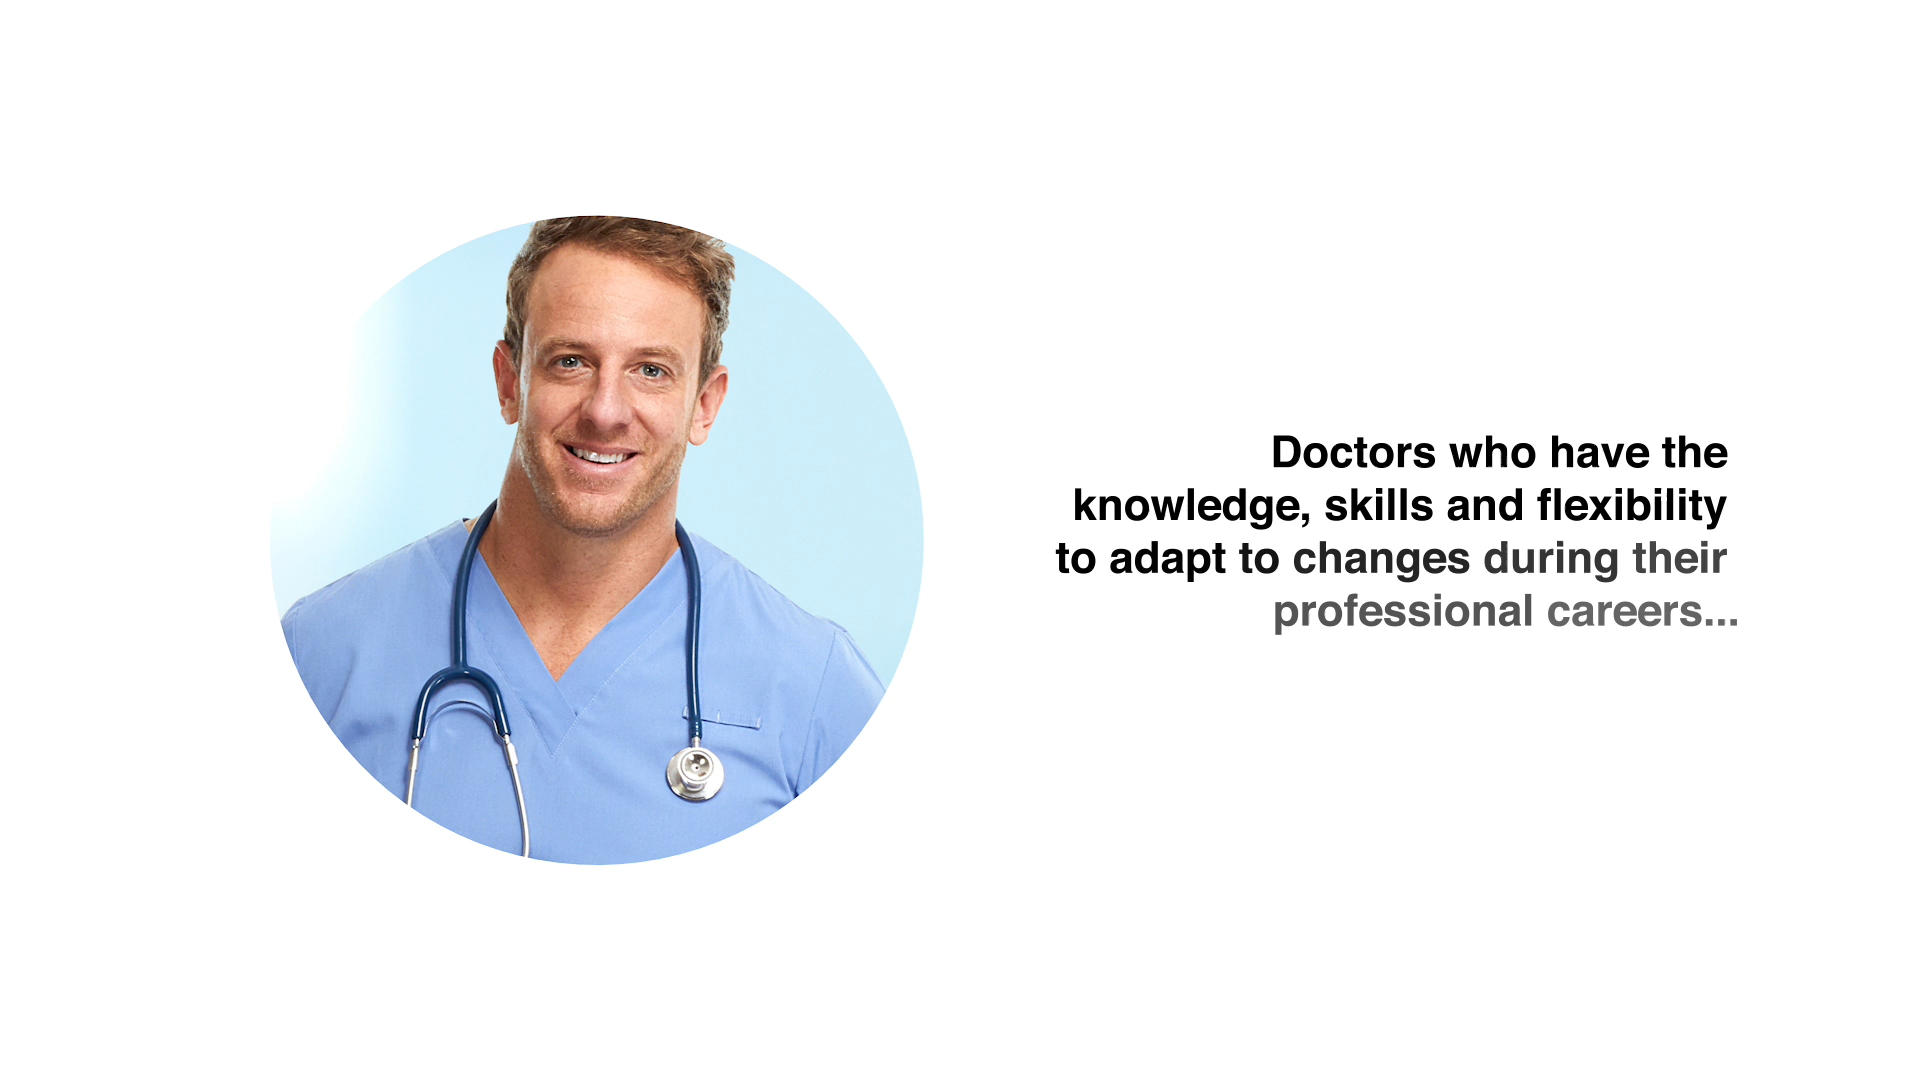 Doctors who have the
knowledge, skills and flexibility
to adapt to changes during their
professional careers...